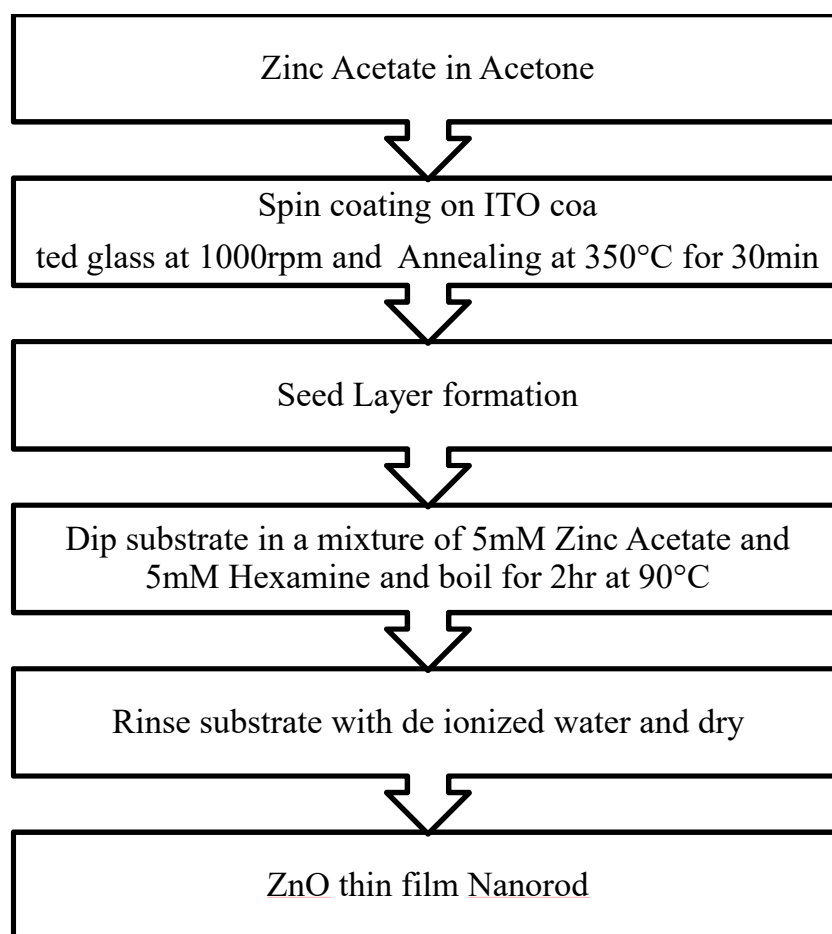 Zinc Acetate in Acetone
Spin coating on ITO coa
ted glass at 1000rpm and  Annealing at 350°C for 30min
Seed Layer formation
Dip substrate in a mixture of 5mM Zinc Acetate and
5mM Hexamine and boil for 2hr at 90°C
Rinse substrate with de ionized water and dry
ZnO thin film Nanorod